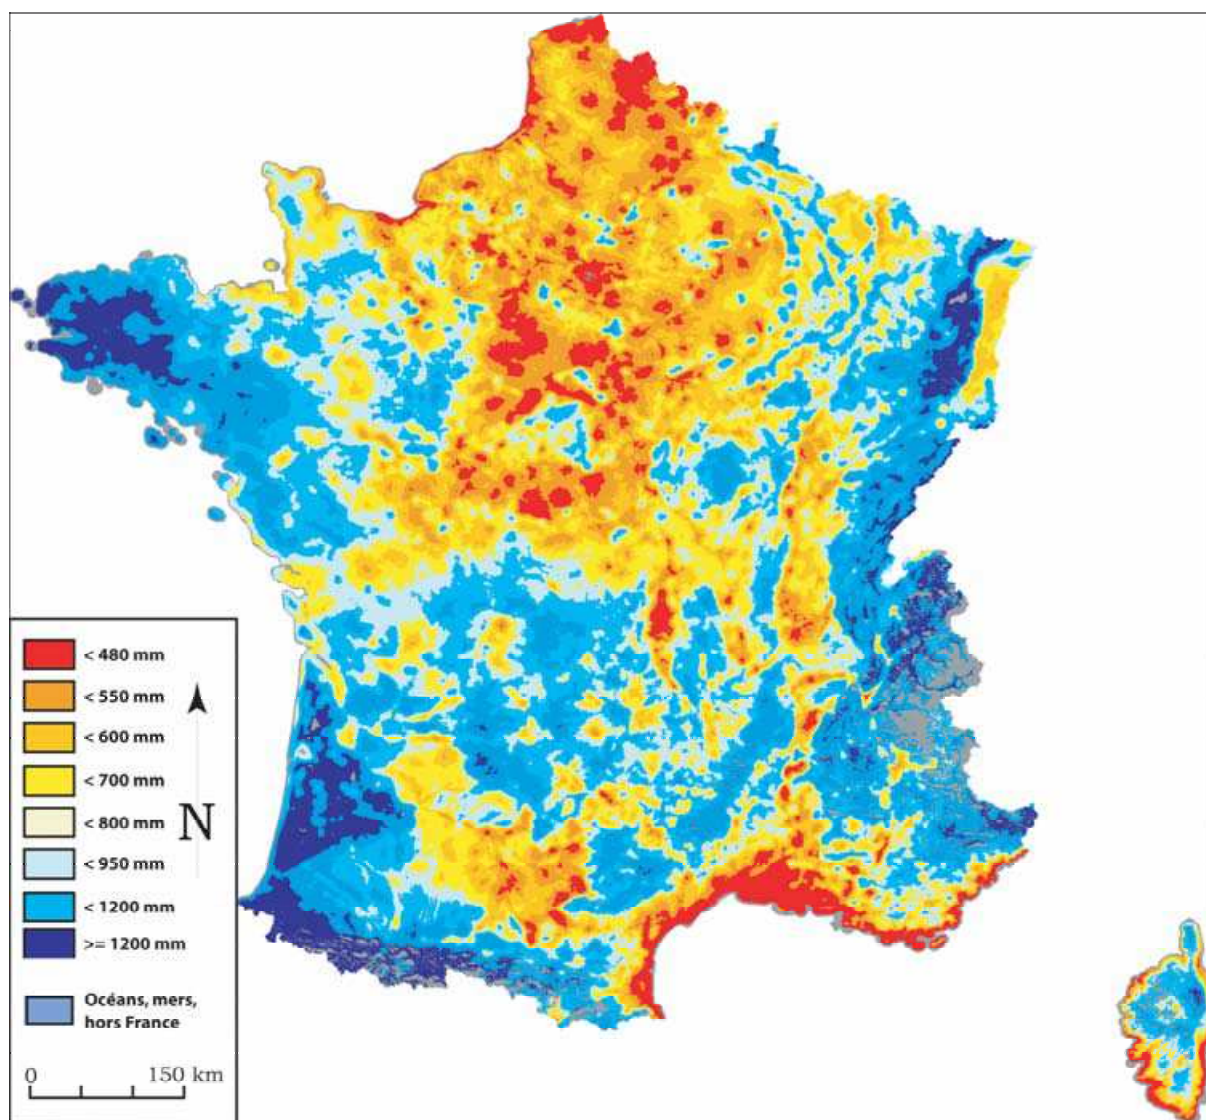 < 480 mm
< 550 mm
< 600 mm
< 700 mm
< 800 mm
N
< 950 mm
< 1200 mm
>= 1200 mm
Océans, mers,
hors France
0 150 km